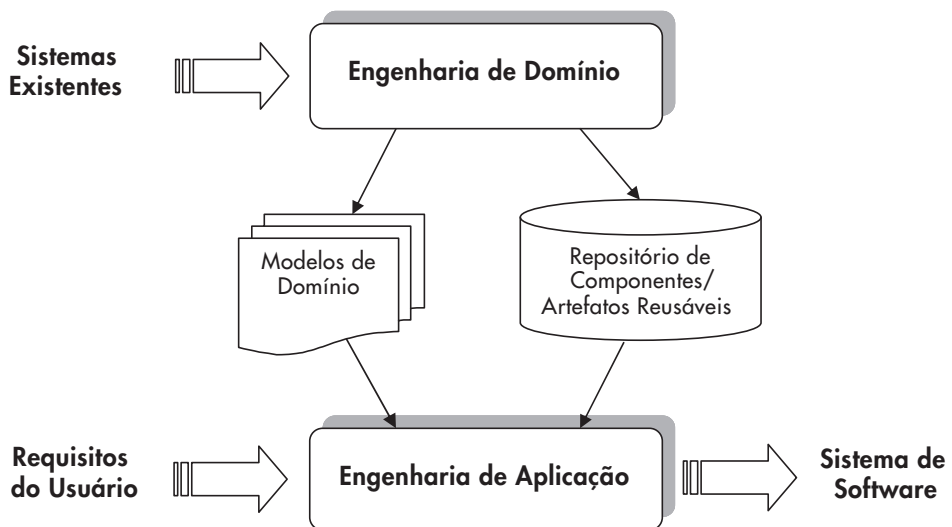 Sistemas
Existentes
Engenharia de Domínio
Modelos de
Domínio
Repositório de
Componentes/
Artefatos Reusáveis
Requisitos
do Usuário
Engenharia de Aplicação
Sistema de
Software